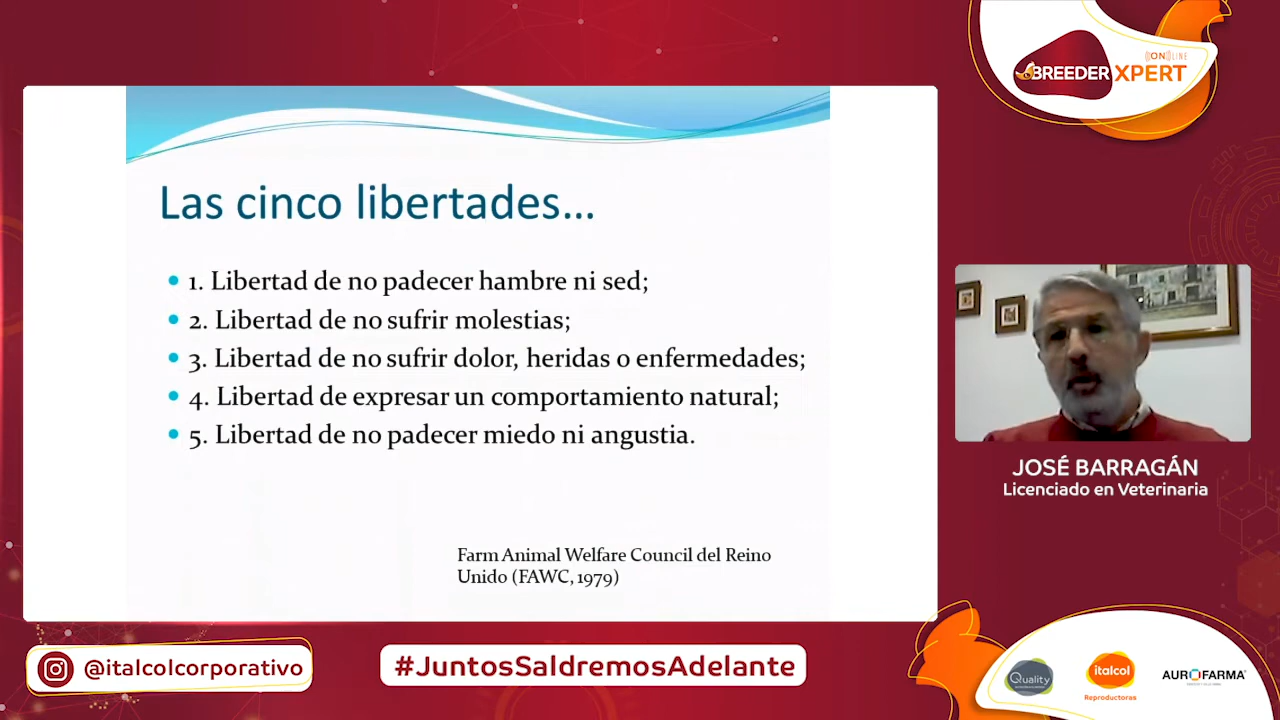 ((ON))LINE
BREEDER XPERT
Las cinco libertades...
1. Libertad de no padecer hambre ni sed;
2. Libertad de no sufrir molestias;
3. Libertad de no sufrir dolor, heridas o enfermedades;
4. Libertad de expresar un comportamiento natural;
5. Libertad de no padecer miedo ni angustia.
Farm Animal Welfare Council del Reino
Unido (FAWC, 1979)
JOSÉ BARRAGÁN
Licenciado en Veterinaria
@italcolcorporativo
#JuntosSaldremosAdelante
Quality
italcol
Reproductoras
AUROFARMA